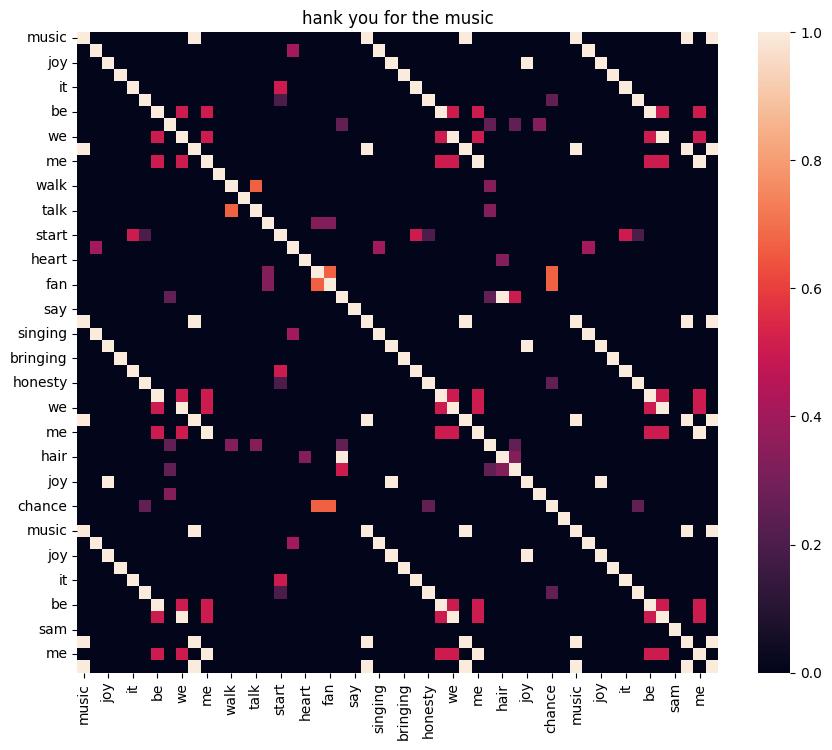 hank you for the music
music
joy
it
be
we
me
walk
talk
start
heart
fan
say
singing
bringing
honesty
we
me
hair
joy
chance
music
joy
it
be
sam
me
1.0
0.8
0.6
0.4
0.2
0.0
music
joy
it
be
we
me
walk
talk
start
heart
fan
say
singing
bringing
honesty
we
me
hair
joy
chance
music
joy
it
be
sam
me